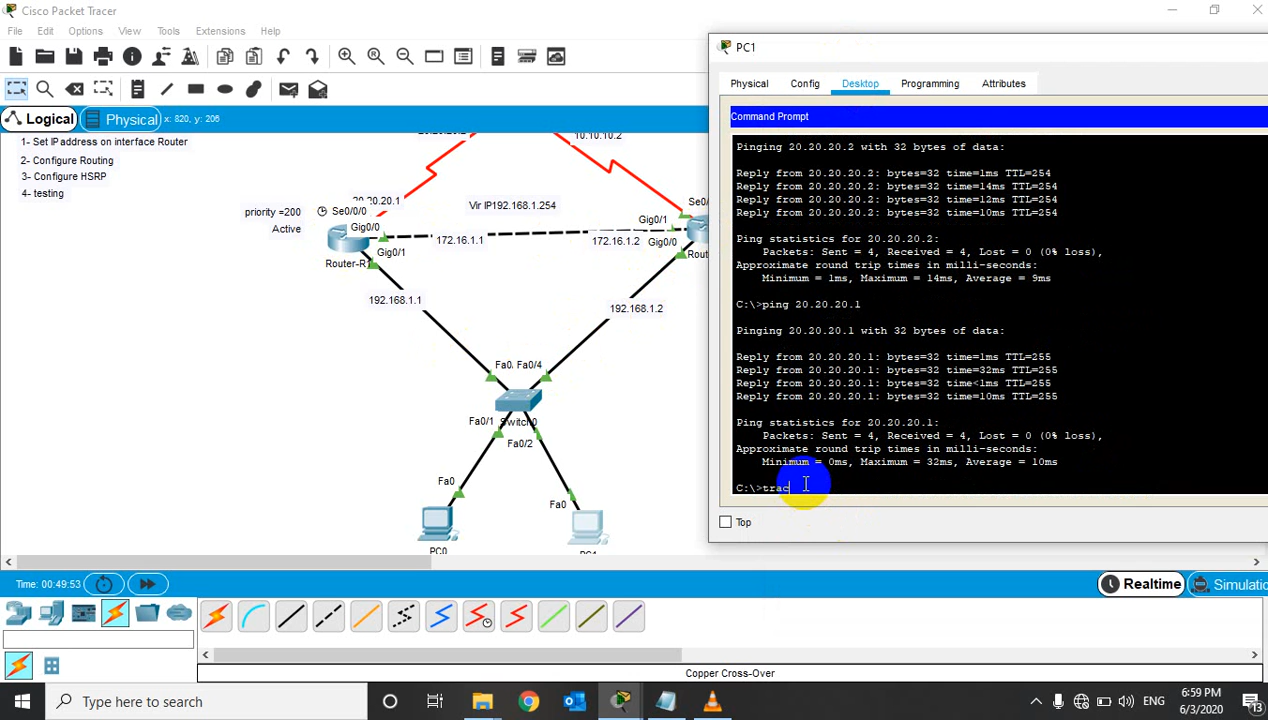 Cisco Packet Tracer
File Edit Options View Tools Extensions Help
Logical Physical x: 820, y: 206
1- Set IP address on interface Router
2- Configure Routing
3- Configure HSRP
4- testing
10.10.10.2
20.20.20.1
priority =200
Active
Se0/0/0
Gig0/0
Gig0/1
Router-R1
Vir IP192.168.1.254
172.16.1.1
172.16.1.2
Gig0/1
Gig0/0
192.168.1.1
192.168.1.2
Fa0/4
Switch0
Fa0/1
Fa0/2
Fa0
Fa0
PC0
PC1
PC1
Physical Config Desktop Programming Attributes
Command Prompt
Pinging 20.20.20.2 with 32 bytes of data:
Reply from 20.20.20.2: bytes=32 time=1ms TTL=254
Reply from 20.20.20.2: bytes=32 time=14ms TTL=254
Reply from 20.20.20.2: bytes=32 time=12ms TTL=254
Reply from 20.20.20.2: bytes=32 time=10ms TTL=254
Ping statistics for 20.20.20.2:
Packets: Sent = 4, Received = 4, Lost = 0 (0% loss),
Approximate round trip times in milli-seconds:
Minimum = 1ms, Maximum = 14ms, Average = 9ms
C:\>ping 20.20.20.1
Pinging 20.20.20.1 with 32 bytes of data:
Reply from 20.20.20.1: bytes=32 time=1ms TTL=255
Reply from 20.20.20.1: bytes=32 time=32ms TTL=255
Reply from 20.20.20.1: bytes=32 time<1ms TTL=255
Reply from 20.20.20.1: bytes=32 time=10ms TTL=255
Ping statistics for 20.20.20.1:
Packets: Sent = 4, Received = 4, Lost = 0 (0% loss),
Approximate round trip times in milli-seconds:
Minimum = 0ms, Maximum = 32ms, Average = 10ms
C:\>trac
Top
Time: 00:49:53
Realtime
Copper Cross-Over
Type here to search
ENG
6:59 PM
6/3/2020
13